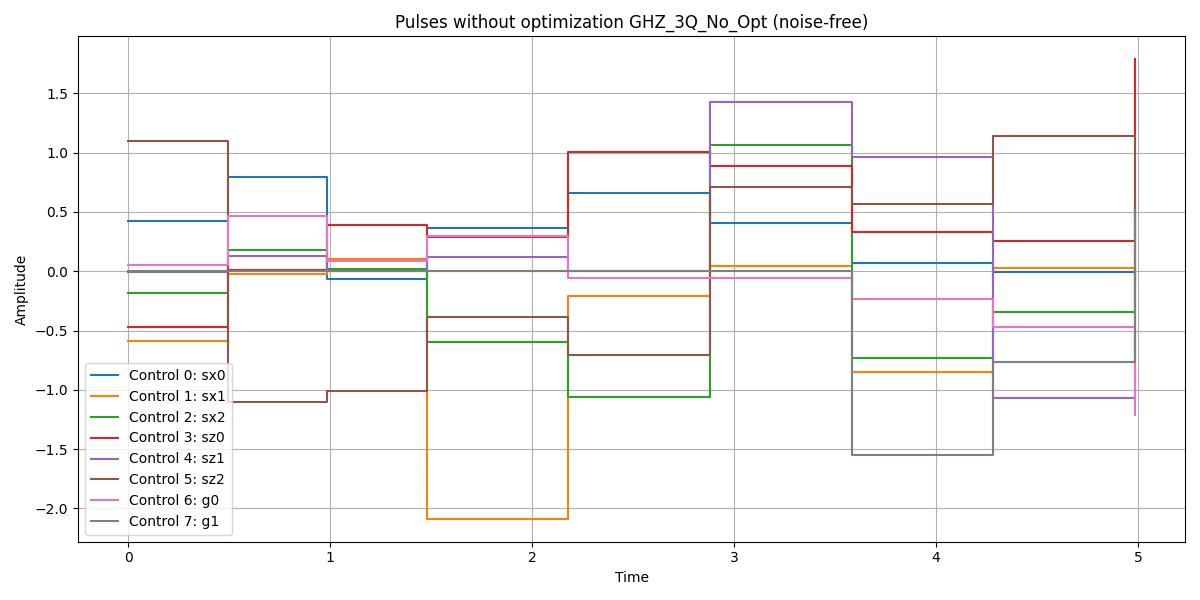 Pulses without optimization GHZ_3Q_No_Opt (noise-free)
Amplitude
1.5
1.0
0.5
0.0
−0.5
−1.0
−1.5
−2.0
Control 0: sx0
Control 1: sx1
Control 2: sx2
Control 3: sz0
Control 4: sz1
Control 5: sz2
Control 6: g0
Control 7: g1
0 1 2 3 4 5
Time